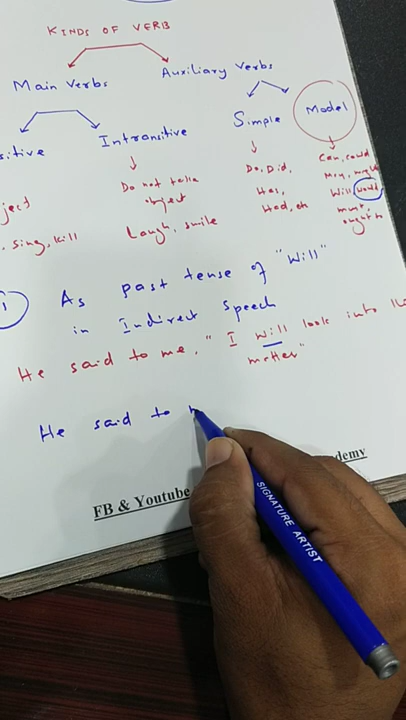 KINDS OF VERB
Main Verbs
Auxiliary Verbs
sitive
Intransitive
Simple
Model
ject
, Sing, Kill
Do not take
object
Laugh, smile
Do, Did,
Has,
Had, etc
Can, could
May, might
Will, would
must,
ought to
1 As past tense of "Will"
in Indirect Speech
He said to me, "I will look into the
matter"
He said to
FB & Youtube
demy
SIGNATURE ARTIST